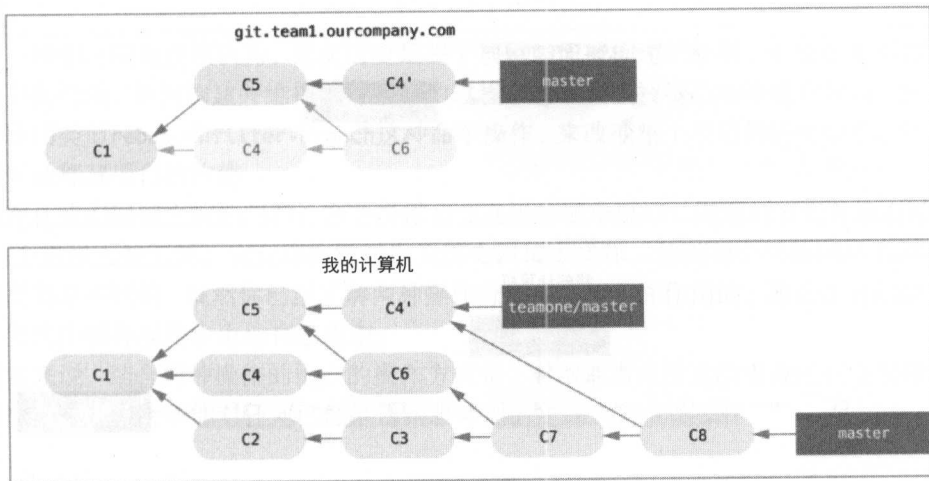 git.team1.ourcompany.com
C5 C4' master
C1 C4 C6
我的计算机
C5 C4' teamone/master
C1 C4 C6
C2 C3 C7 C8 master